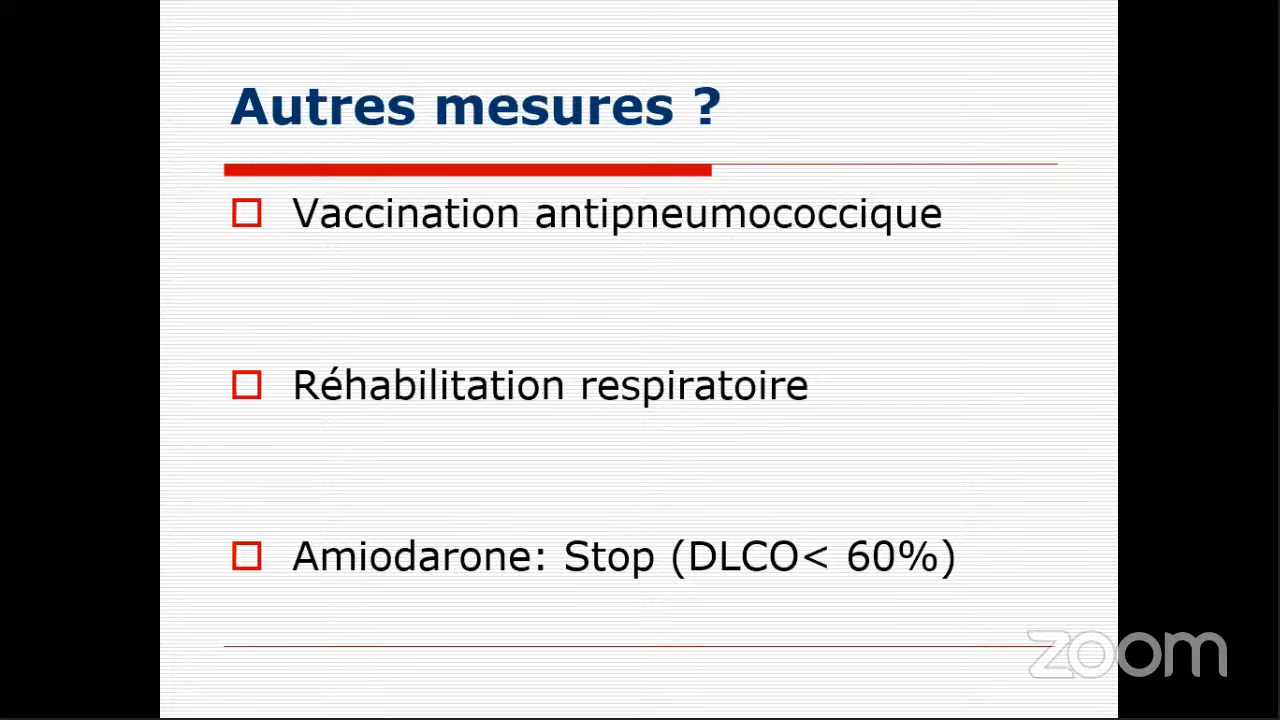 Autres mesures ?
Vaccination antipneumococcique
Réhabilitation respiratoire
Amiodarone: Stop (DLCO< 60%)
zoom